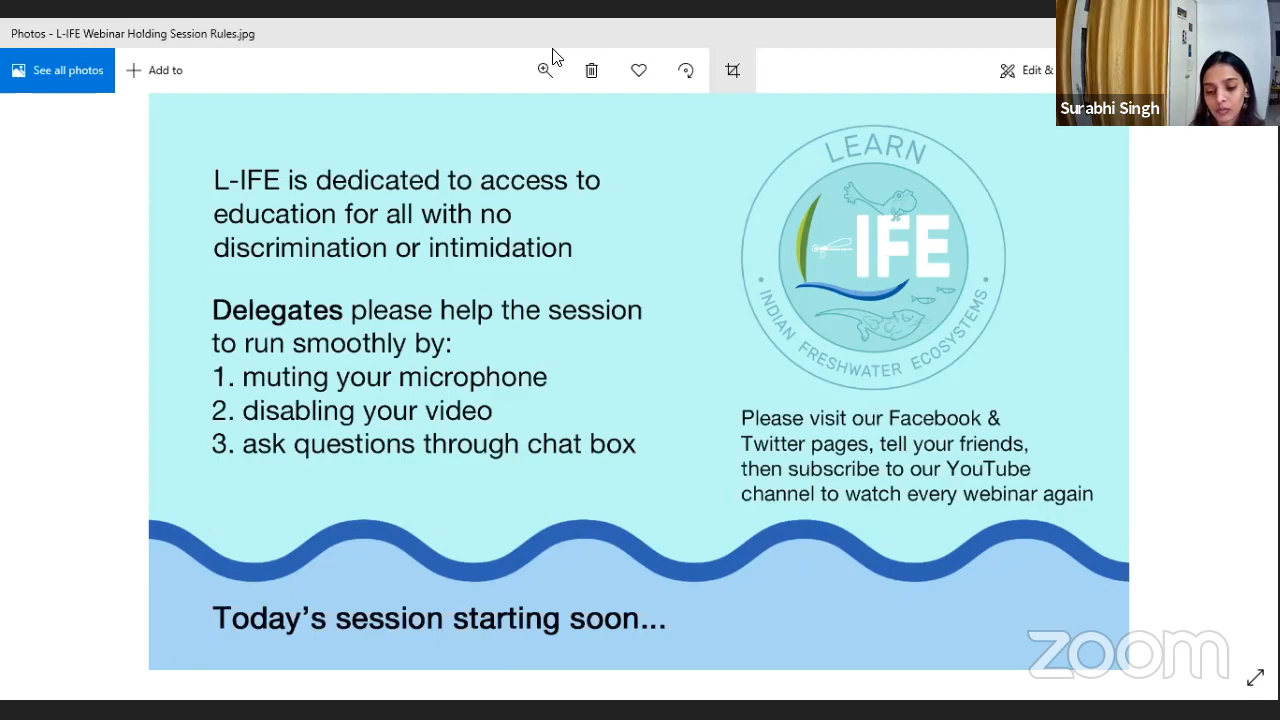 Photos - L-IFE Webinar Holding Session Rules.jpg
See all photos
Add to
Edit &
Surabhi Singh
L-IFE is dedicated to access to
education for all with no
discrimination or intimidation
Delegates please help the session
to run smoothly by:
1. muting your microphone
2. disabling your video
3. ask questions through chat box
LEARN
L-IFE
INDIAN FRESHWATER ECOSYSTEMS
Please visit our Facebook &
Twitter pages, tell your friends,
then subscribe to our YouTube
channel to watch every webinar again
Today's session starting soon...
zoom